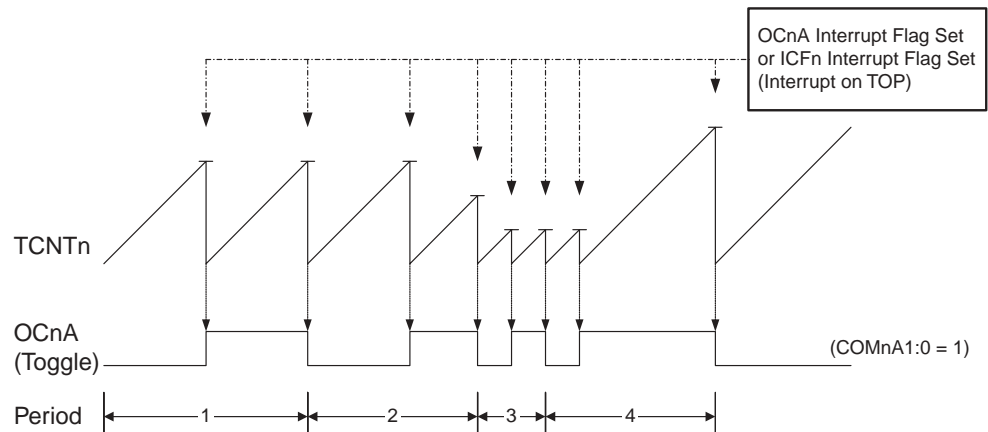 OCnA Interrupt Flag Set
or ICFn Interrupt Flag Set
(Interrupt on TOP)
TCNTn
OCnA
(Toggle)
(COMnA1:0 = 1)
Period
1
2
3
4